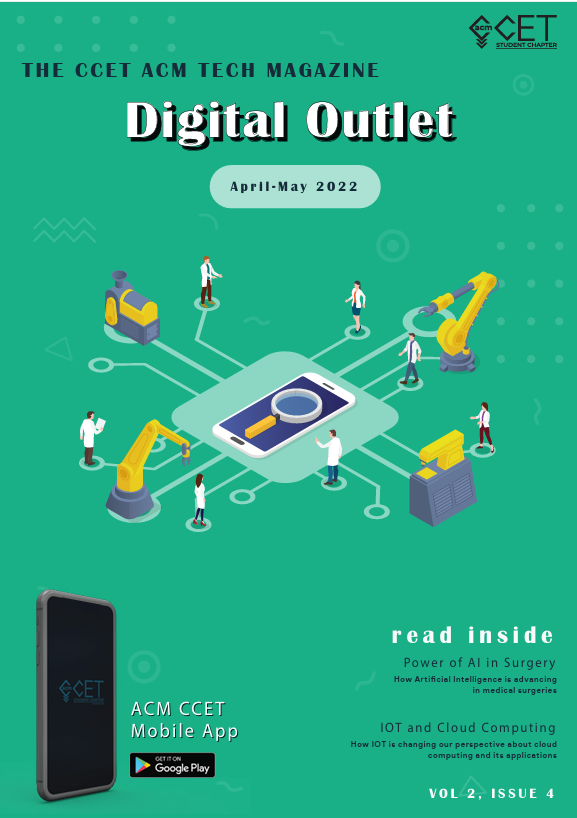 acm CCET
STUDENT CHAPTER
THE CCET ACM TECH MAGAZINE
Digital Outlet
April-May 2022
read inside
Power of AI in Surgery
How Artificial Intelligence is advancing
in medical surgeries
IOT and Cloud Computing
How IOT is changing our perspective about cloud
computing and its applications
CCET
ACM CCET
Mobile App
GET IT ON
Google Play
VOL 2, ISSUE 4